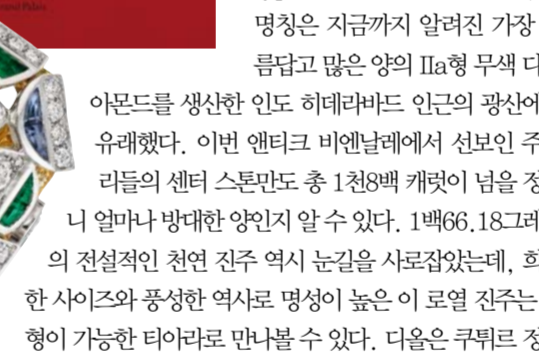 명칭은 지금까지 알려진 가장
름답고 많은 양의 IIa형 무색 다
아몬드를 생산한 인도 히데라바드 인근의 광산에
유래했다. 이번 앤티크 비엔날레에서 선보인 주
리들의 센터 스톤만도 총 1천8백 캐럿이 넘을 정
니 얼마나 방대한 양인지 알 수 있다. 1백66.18그레
의 전설적인 천연 진주 역시 눈길을 사로잡았는데, 희
한 사이즈와 풍성한 역사로 명성이 높은 이 로열 진주는
형이 가능한 티아라로 만나볼 수 있다. 디올은 쿠튀르 정